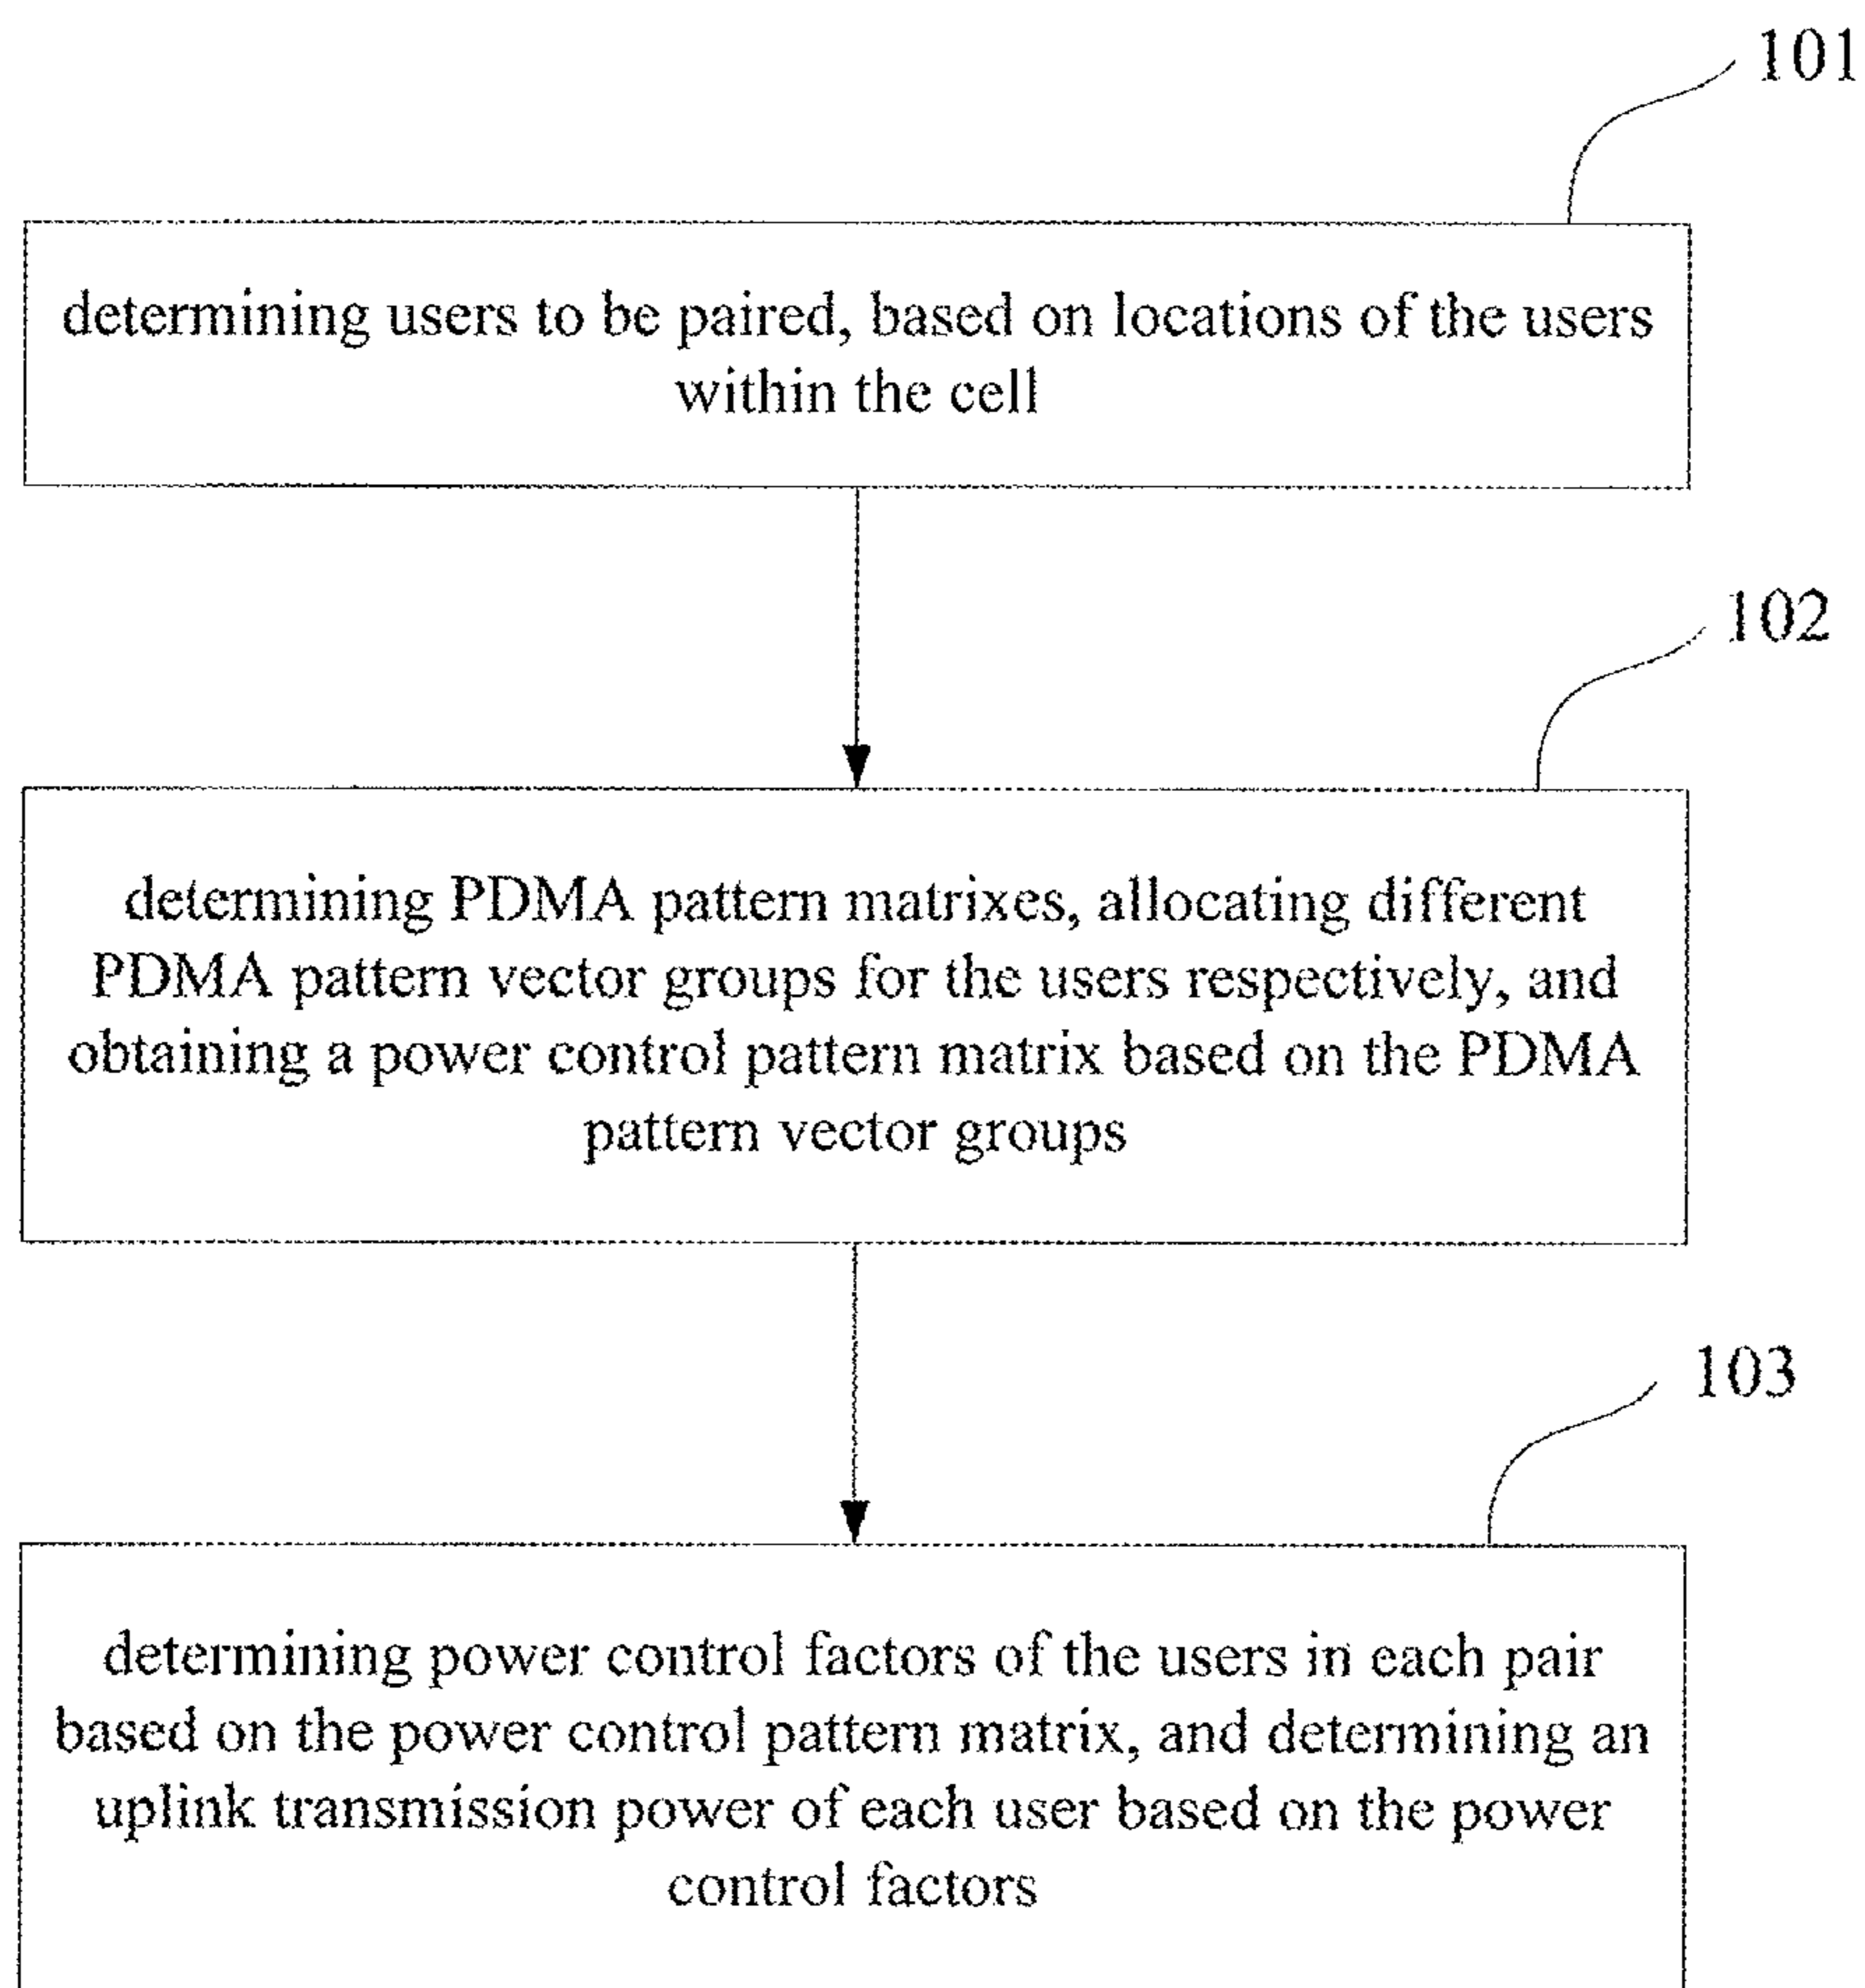 101
determining users to be paired, based on locations of the users
within the cell
102
determining PDMA pattern matrixes, allocating different
PDMA pattern vector groups for the users respectively, and
obtaining a power control pattern matrix based on the PDMA
pattern vector groups
103
determining power control factors of the users in each pair
based on the power control pattern matrix, and determining an
uplink transmission power of each user based on the power
control factors